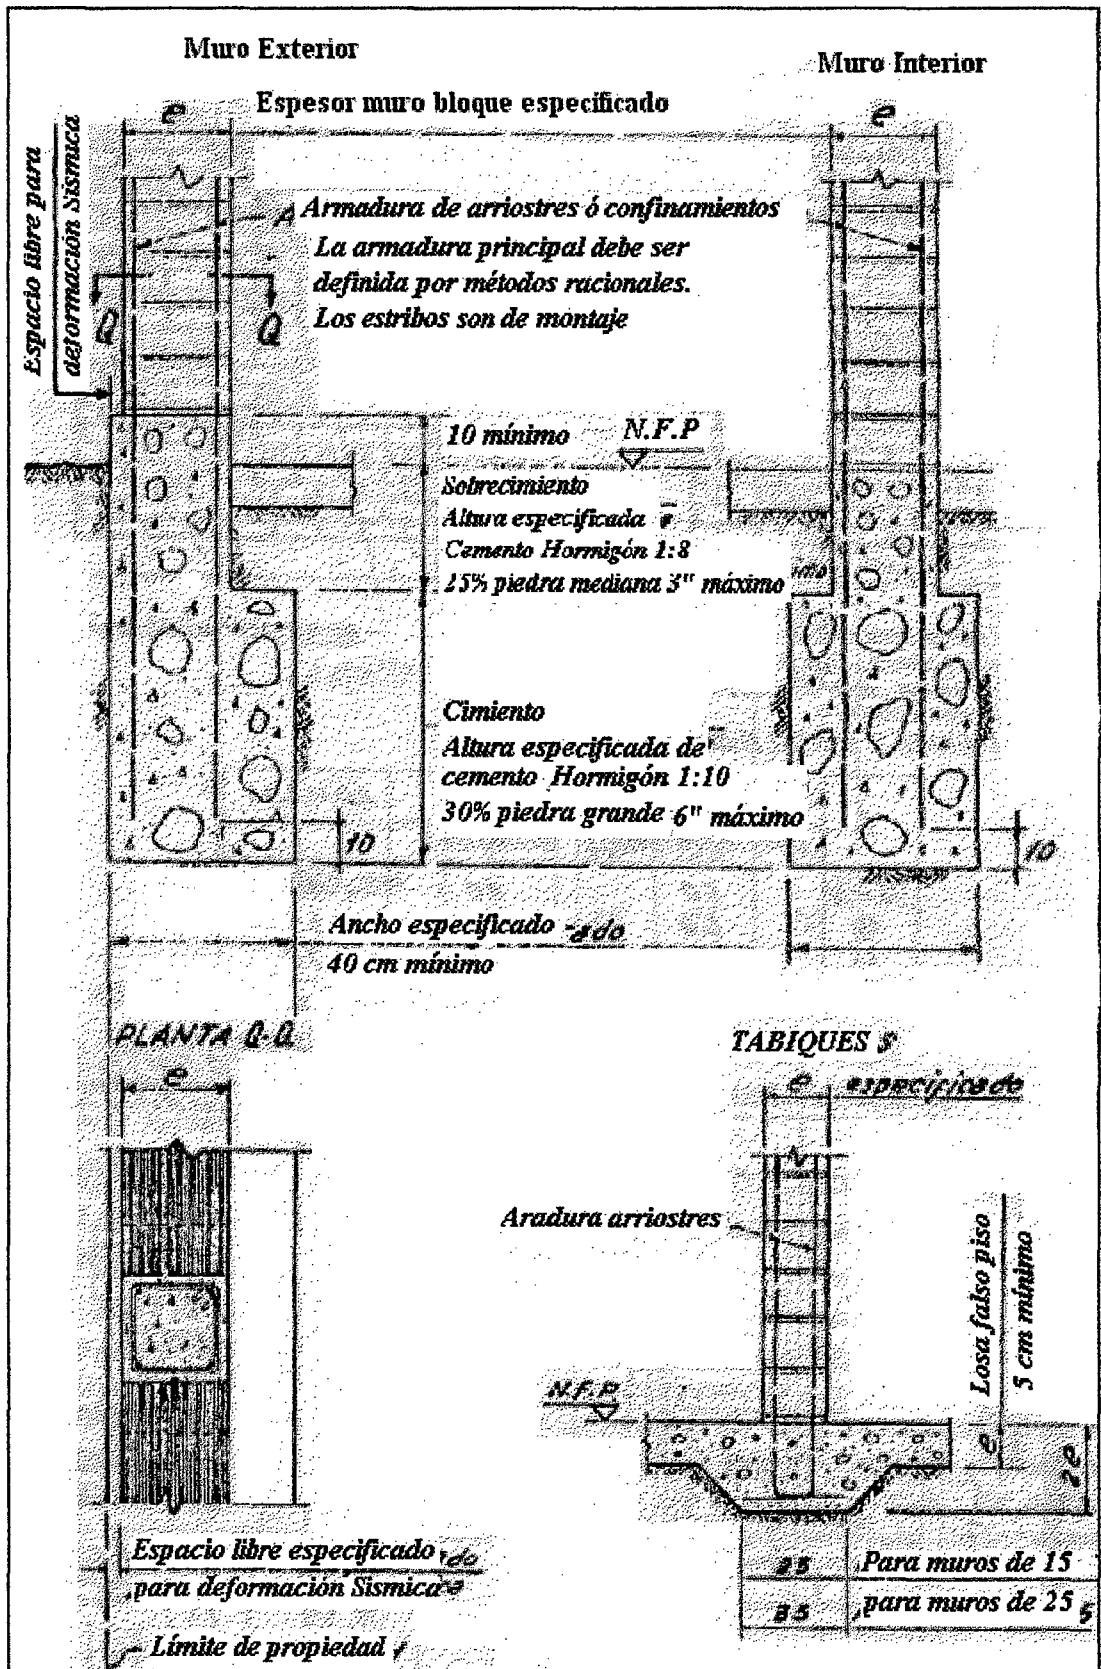 Muro Exterior
Muro Interior
Espesor muro bloque especificado
e
e
Espacio libre para
deformación Sísmica
Armadura de arriostres ó confinamientos
La armadura principal debe ser
definida por métodos racionales.
Los estribos son de montaje
Q
Q
10 mínimo
N.F.P
Sobrecimiento
Altura especificada
Cemento Hormigón 1:8
25% piedra mediana 3" máximo
Cimiento
Altura especificada de
cemento Hormigón 1:10
30% piedra grande 6" máximo
10
10
Ancho especificado
40 cm mínimo
PLANTA Q-Q
e
TABIQUES
e especificado
Aradura arriostres
Losa falso piso
5 cm mínimo
N.F.P
e
2e
Espacio libre especificado
para deformación Sísmica
25 Para muros de 15
35 para muros de 25
Límite de propiedad